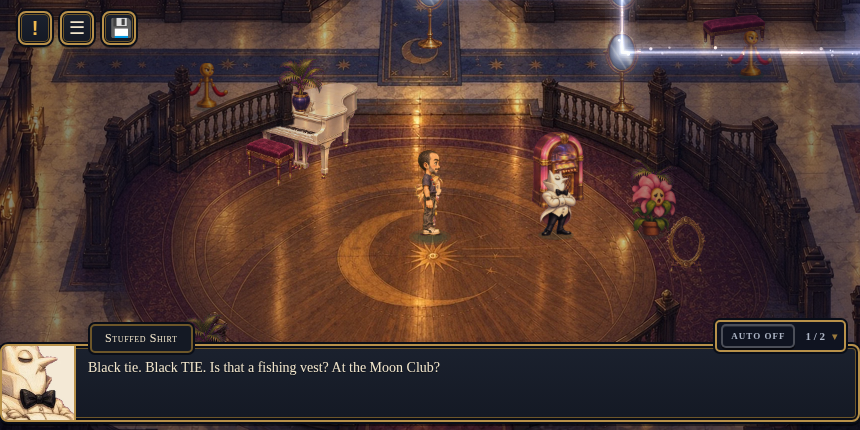 !
Stuffed Shirt
AUTO OFF
1 / 2
Black tie. Black TIE. Is that a fishing vest? At the Moon Club?